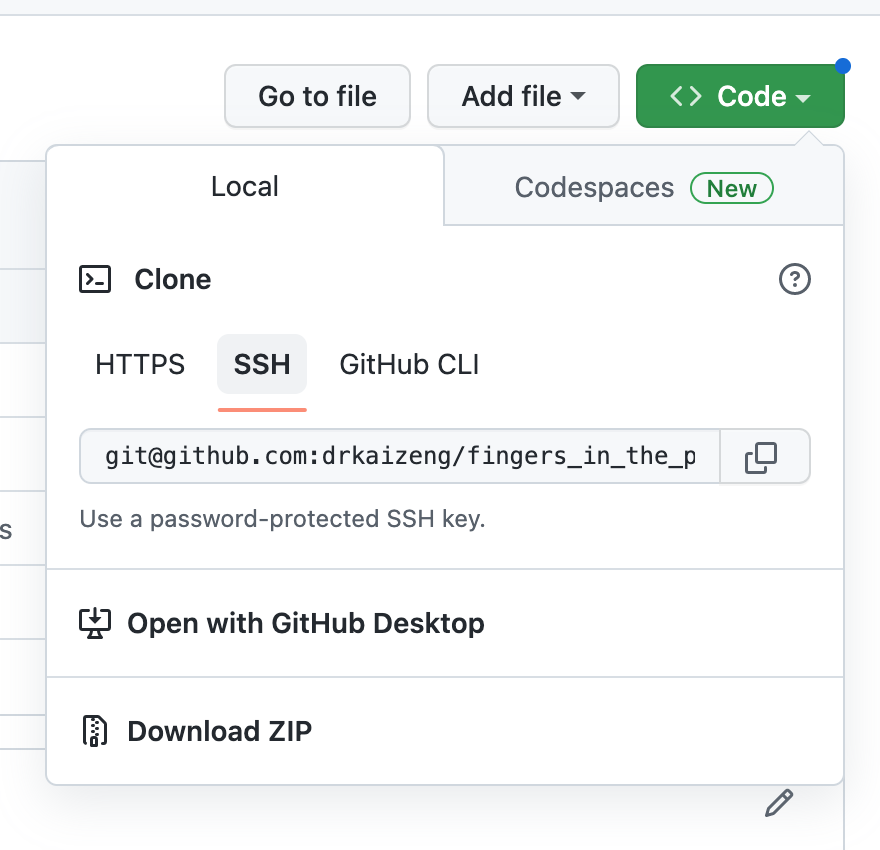 Go to file
Add file
<> Code
Local
Codespaces New
Clone
HTTPS
SSH
GitHub CLI
git@github.com:drkaizeng/fingers_in_the_p
Use a password-protected SSH key.
Open with GitHub Desktop
Download ZIP
s